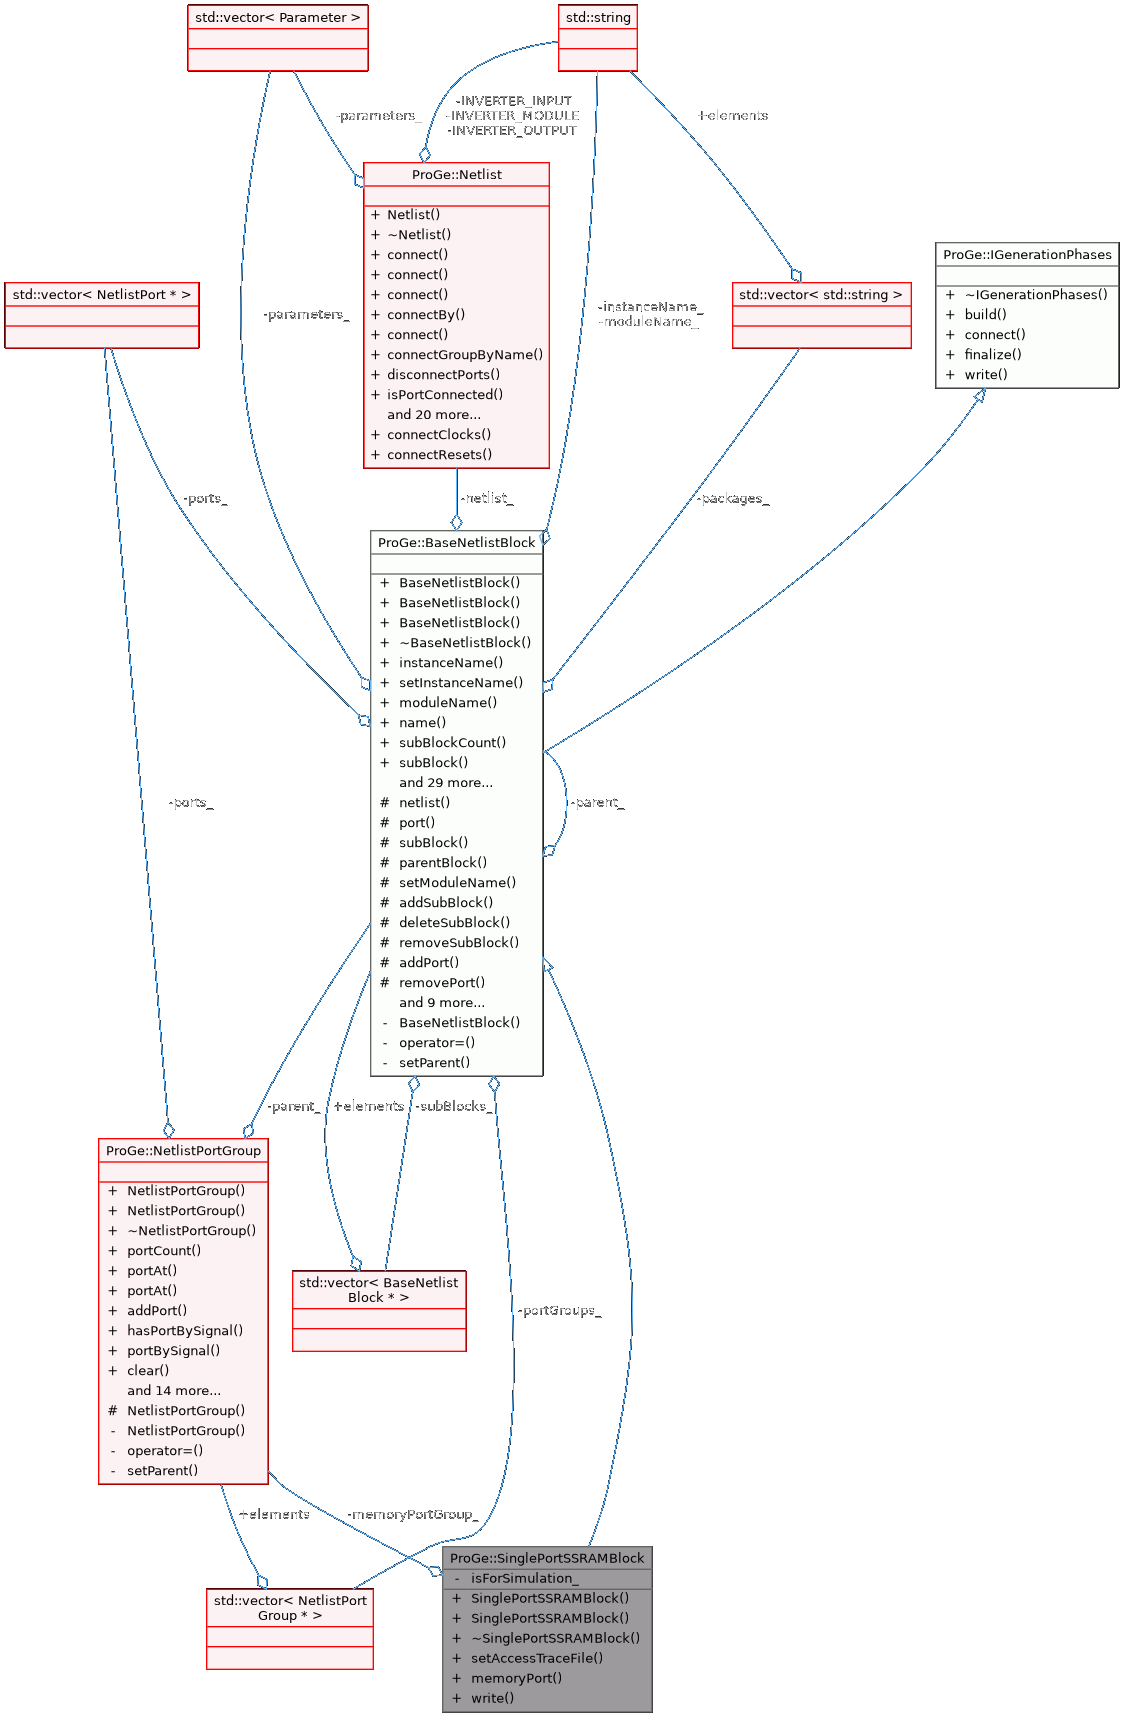 std::vector< Parameter >
std::string
-INVERTER_INPUT
-INVERTER_MODULE
-INVERTER_OUTPUT
-parameters_
+elements
ProGe::Netlist
+ Netlist()
+ ~Netlist()
+ connect()
+ connect()
+ connect()
+ connectBy()
+ connect()
+ connectGroupByName()
+ disconnectPorts()
+ isPortConnected()
and 20 more...
+ connectClocks()
+ connectResets()
ProGe::IGenerationPhases
+ ~IGenerationPhases()
+ build()
+ connect()
+ finalize()
+ write()
std::vector< NetlistPort * >
std::vector< std::string >
-parameters_
-instanceName_
-moduleName_
-ports_
-netlist_
-packages_
ProGe::BaseNetlistBlock
+ BaseNetlistBlock()
+ BaseNetlistBlock()
+ BaseNetlistBlock()
+ ~BaseNetlistBlock()
+ instanceName()
+ setInstanceName()
+ moduleName()
+ name()
+ subBlockCount()
+ subBlock()
and 29 more...
# netlist()
# port()
# subBlock()
# parentBlock()
# setModuleName()
# addSubBlock()
# deleteSubBlock()
# removeSubBlock()
# addPort()
# removePort()
and 9 more...
- BaseNetlistBlock()
- operator=()
- setParent()
-ports_
-parent_
-parent_
+elements
-subBlocks_
ProGe::NetlistPortGroup
+ NetlistPortGroup()
+ NetlistPortGroup()
+ ~NetlistPortGroup()
+ portCount()
+ portAt()
+ portAt()
+ addPort()
+ hasPortBySignal()
+ portBySignal()
+ clear()
and 14 more...
# NetlistPortGroup()
- NetlistPortGroup()
- operator=()
- setParent()
std::vector< BaseNetlist
Block * >
-portGroups_
+elements
-memoryPortGroup_
std::vector< NetlistPort
Group * >
ProGe::SinglePortSSRAMBlock
- isForSimulation_
+ SinglePortSSRAMBlock()
+ SinglePortSSRAMBlock()
+ ~SinglePortSSRAMBlock()
+ setAccessTraceFile()
+ memoryPort()
+ write()